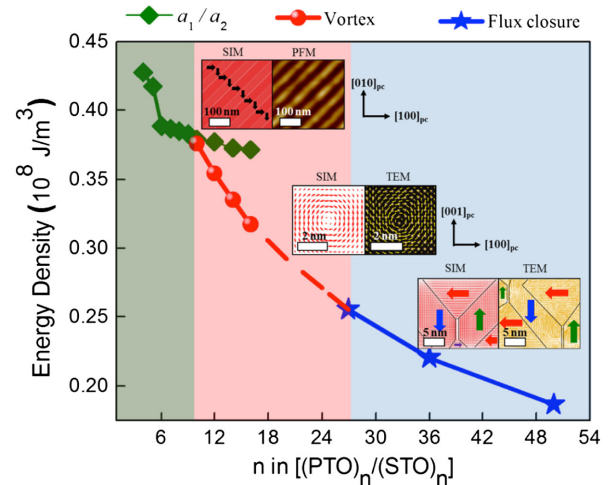 a₁ / a₂ Vortex Flux closure
0.45
0.40
0.35
0.30
0.25
0.20
Energy Density (10⁸ J/m³)
SIM PFM
100 nm 100 nm
[010]pc
[100]pc
SIM TEM
2 nm 2 nm
[001]pc
[100]pc
SIM TEM
5 nm 5 nm
6 12 18 24 30 36 42 48 54
n in [(PTO)ₙ/(STO)ₙ]